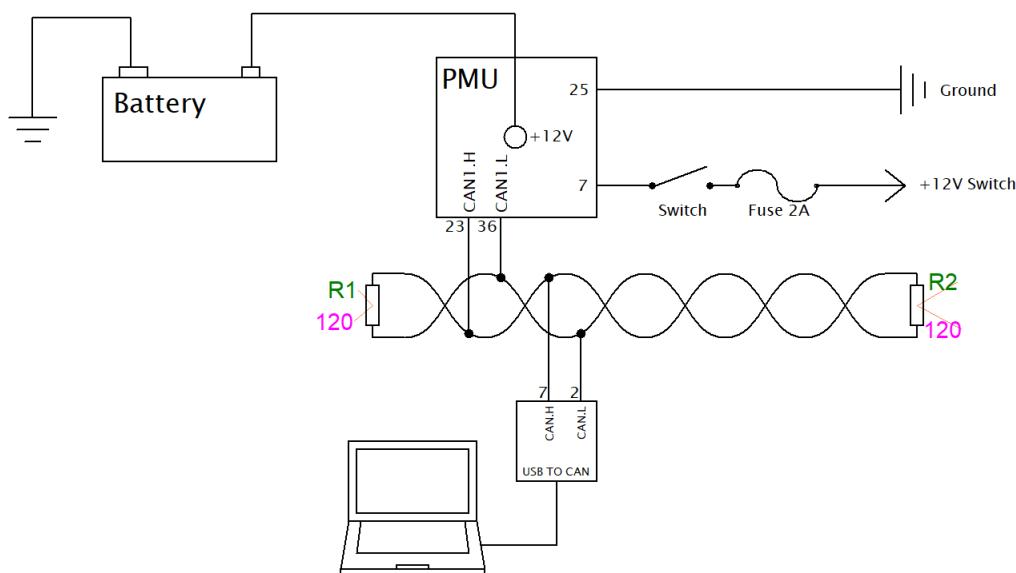 PMU
Battery
25
Ground
+12V
CAN1.H
CAN1.L
7
+12V Switch
Switch
Fuse 2A
23
36
R1
120
R2
120
7
2
CAN.H
CAN.L
USB TO CAN